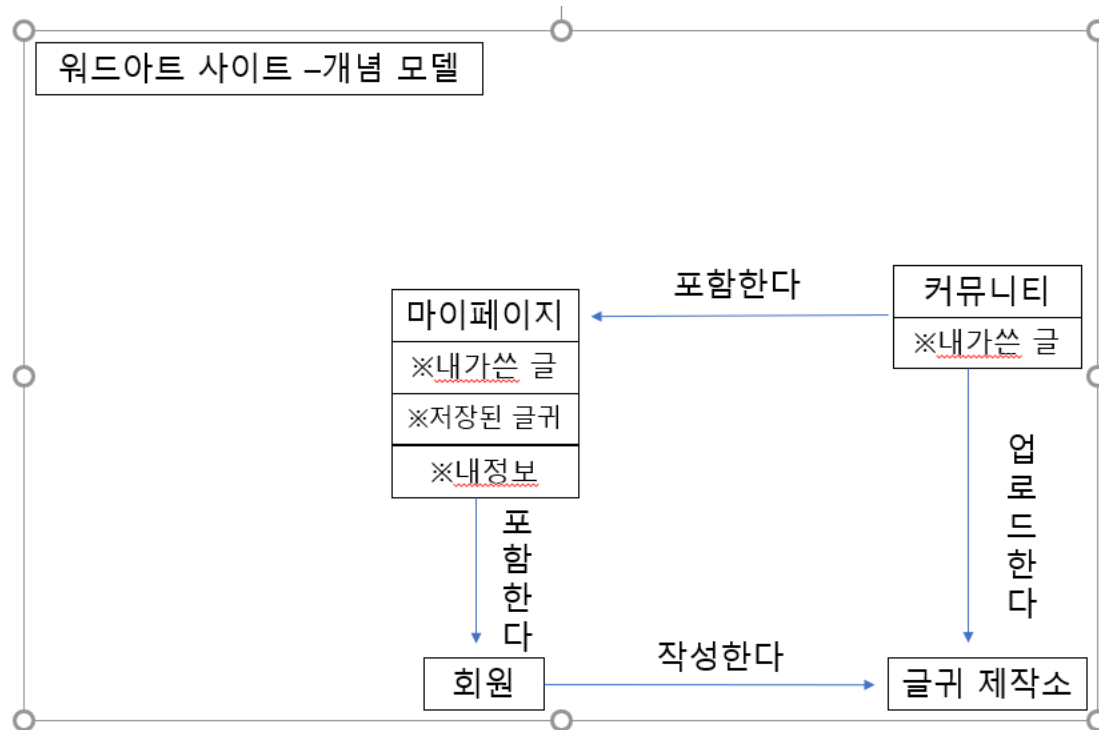 워드아트 사이트 –개념 모델
포함한다
커뮤니티
※내가쓴 글
마이페이지
※내가쓴 글
※저장된 글귀
※내정보
포함한다
업로드한다
회원
작성한다
글귀 제작소